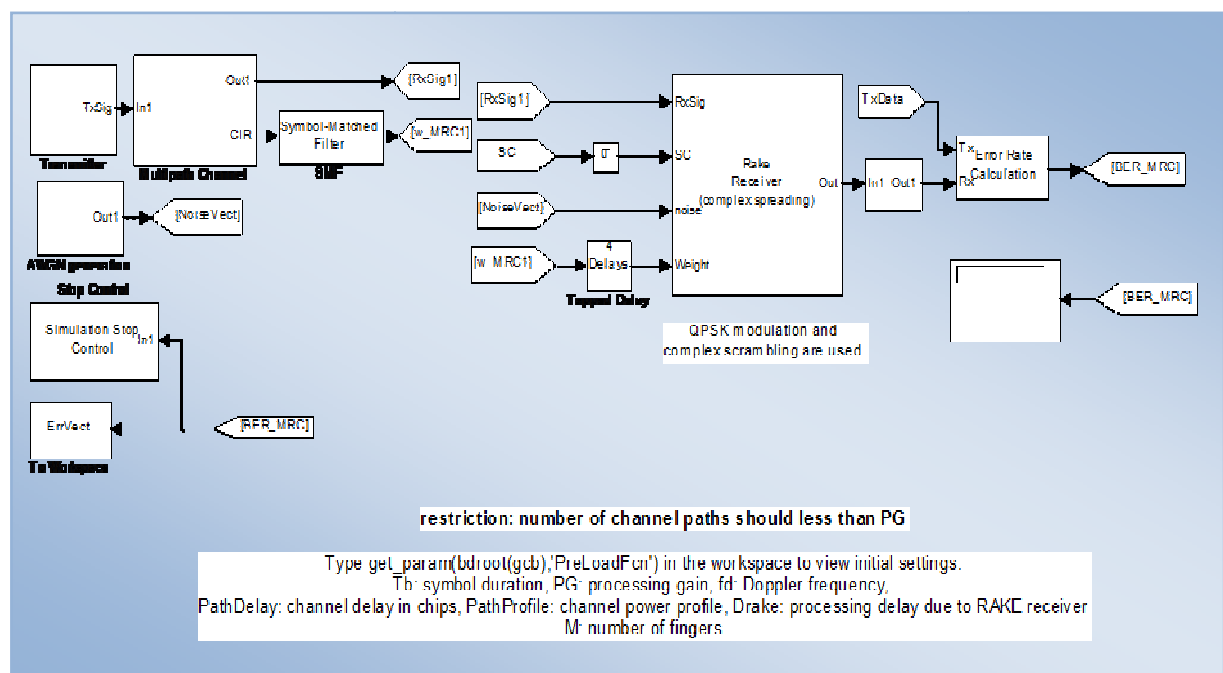 TxSig
Transmitter
In1
Out1
CIR
Multipath Channel
Symbol-Matched
Filter
SMF
[RxSig1]
[w_MRC1]
Out1
AWGN generation
[NoiseVect]
Stop Control
Simulation Stop
Control
In1
ErrVect
To Workspace
[BER_MRC]
[RxSig1]
SC
[NoiseVect]
[w_MRC1]
4
Delays
Tapped Delay
RxSig
SC
noise
Weight
Rake
Receiver
(complex spreading)
Out
QPSK modulation and
complex scrambling are used
TxData
In1 Out1
Tx
Rx
Error Rate
Calculation
[BER_MRC]
[BER_MRC]
restriction: number of channel paths should less than PG
Type get_param(bdroot(gcb),'PreLoadFcn') in the workspace to view initial settings.
Tb: symbol duration, PG: processing gain, fd: Doppler frequency,
PathDelay: channel delay in chips, PathProfile: channel power profile, Drake: processing delay due to RAKE receiver
M: number of fingers